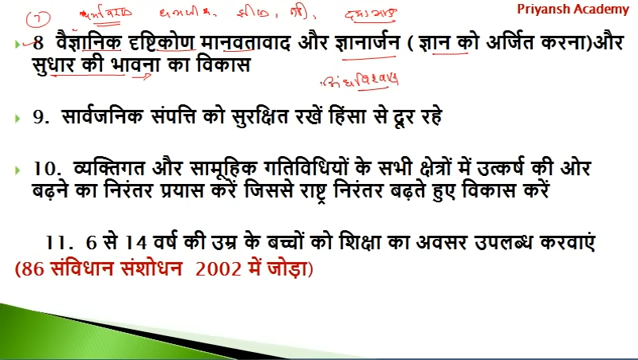 Priyansh Academy
7
8 वैज्ञानिक दृष्टिकोण मानवतावाद और ज्ञानार्जन ( ज्ञान को अर्जित करना)और
सुधार की भावना का विकास
अंधविश्वास
9. सार्वजनिक संपत्ति को सुरक्षित रखें हिंसा से दूर रहे
10. व्यक्तिगत और सामूहिक गतिविधियों के सभी क्षेत्रों में उत्कर्ष की ओर
बढ़ने का निरंतर प्रयास करें जिससे राष्ट्र निरंतर बढ़ते हुए विकास करें
11. 6 से 14 वर्ष की उम्र के बच्चों को शिक्षा का अवसर उपलब्ध करवाएं
(86 संविधान संशोधन 2002 में जोड़ा)